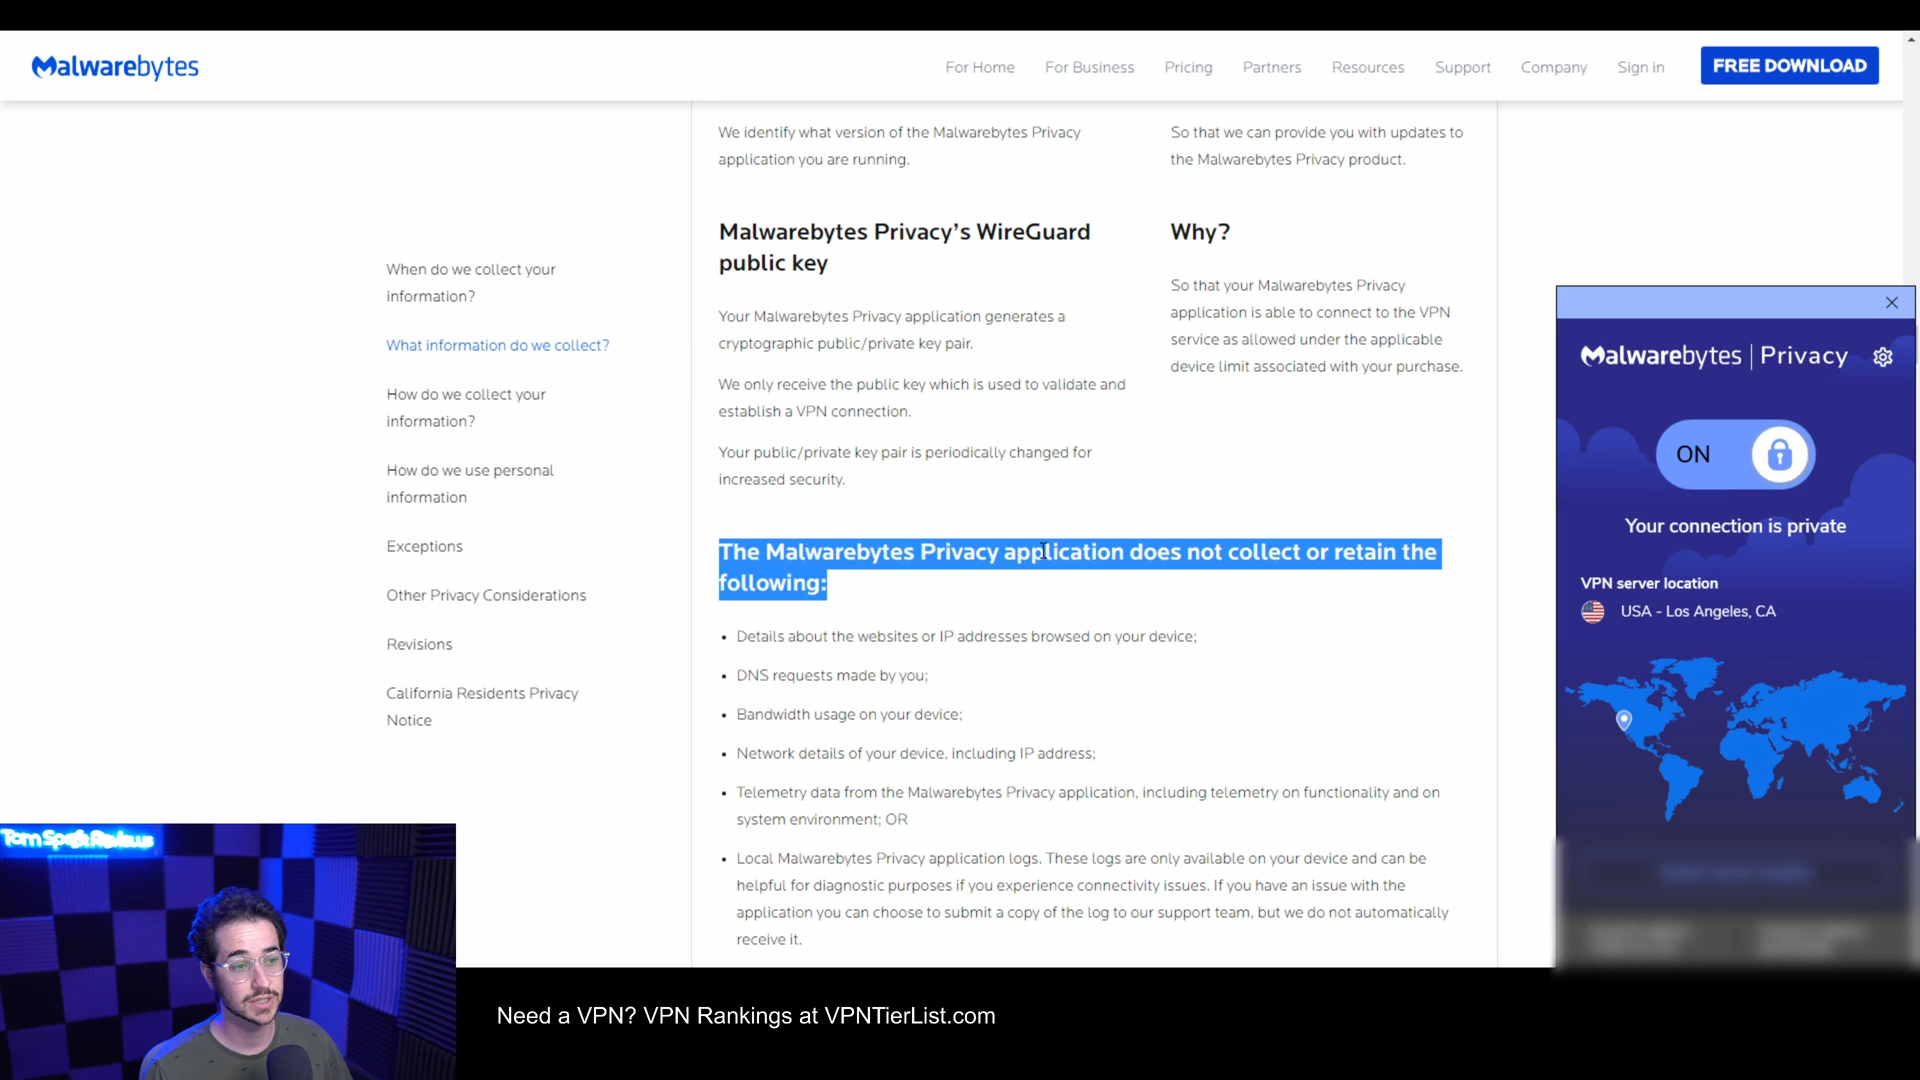 Malwarebytes
For Home
For Business
Pricing
Partners
Resources
Support
Company
Sign in
FREE DOWNLOAD
We identify what version of the Malwarebytes Privacy
application you are running.
So that we can provide you with updates to
the Malwarebytes Privacy product.
Malwarebytes Privacy’s WireGuard
public key
Why?
Your Malwarebytes Privacy application generates a
cryptographic public/private key pair.
We only receive the public key which is used to validate and
establish a VPN connection.
Your public/private key pair is periodically changed for
increased security.
So that your Malwarebytes Privacy
application is able to connect to the VPN
service as allowed under the applicable
device limit associated with your purchase.
When do we collect your
information?
What information do we collect?
How do we collect your
information?
How do we use personal
information
Exceptions
Other Privacy Considerations
Revisions
California Residents Privacy
Notice
The Malwarebytes Privacy application does not collect or retain the
following:
• Details about the websites or IP addresses browsed on your device;
• DNS requests made by you;
• Bandwidth usage on your device;
• Network details of your device, including IP address;
• Telemetry data from the Malwarebytes Privacy application, including telemetry on functionality and on
system environment; OR
• Local Malwarebytes Privacy application logs. These logs are only available on your device and can be
helpful for diagnostic purposes if you experience connectivity issues. If you have an issue with the
application you can choose to submit a copy of the log to our support team, but we do not automatically
receive it.
Malwarebytes | Privacy
ON
Your connection is private
VPN server location
USA - Los Angeles, CA
Tom Spark Reviews
Need a VPN? VPN Rankings at VPNTierList.com